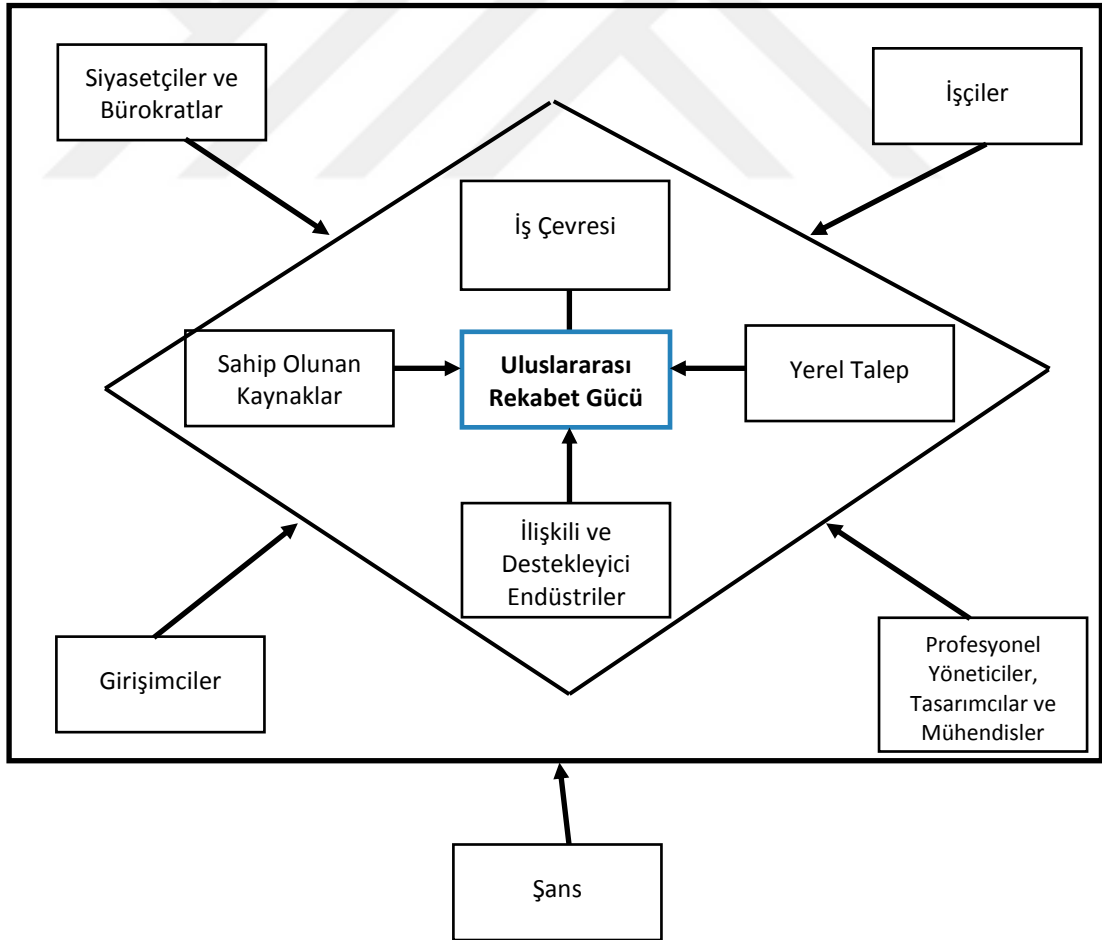 Siyasetçiler ve
Bürokratlar
İşçiler
İş Çevresi
Sahip Olunan
Kaynaklar
Uluslararası
Rekabet Gücü
Yerel Talep
İlişkili ve
Destekleyici
Endüstriler
Girişimciler
Profesyonel
Yöneticiler,
Tasarımcılar ve
Mühendisler
Şans